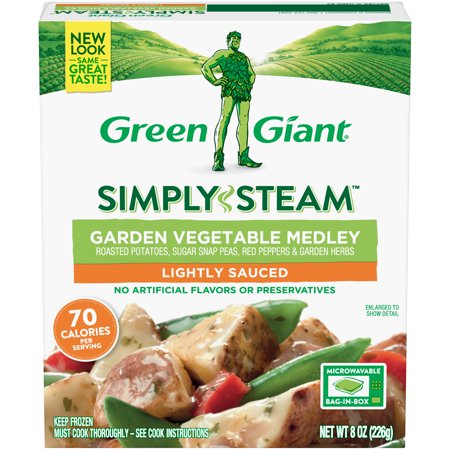 NEW
LOOK
SAME
GREAT
TASTE!
Green Giant®
SIMPLY STEAM™
GARDEN VEGETABLE MEDLEY
ROASTED POTATOES, SUGAR SNAP PEAS, RED PEPPERS & GARDEN HERBS
LIGHTLY SAUCED
NO ARTIFICIAL FLAVORS OR PRESERVATIVES
ENLARGED TO
SHOW DETAIL
70
CALORIES
PER
SERVING
MICROWAVABLE
BAG-IN-BOX
KEEP FROZEN
MUST COOK THOROUGHLY – SEE COOK INSTRUCTIONS.
NET WT 8 OZ (226g)